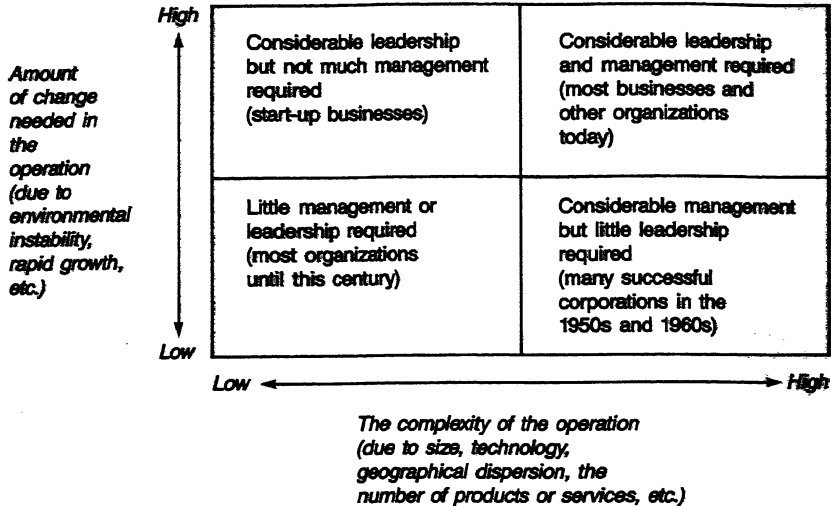 High
Amount
of change
needed in
the
operation
(due to
environmental
instability,
rapid growth,
etc.)
Low
Considerable leadership
but not much management
required
(start-up businesses)
Considerable leadership
and management required
(most businesses and
other organizations
today)
Little management or
leadership required
(most organizations
until this century)
Considerable management
but little leadership
required
(many successful
corporations in the
1950s and 1960s)
Low
High
The complexity of the operation
(due to size, technology,
geographical dispersion, the
number of products or services, etc.)